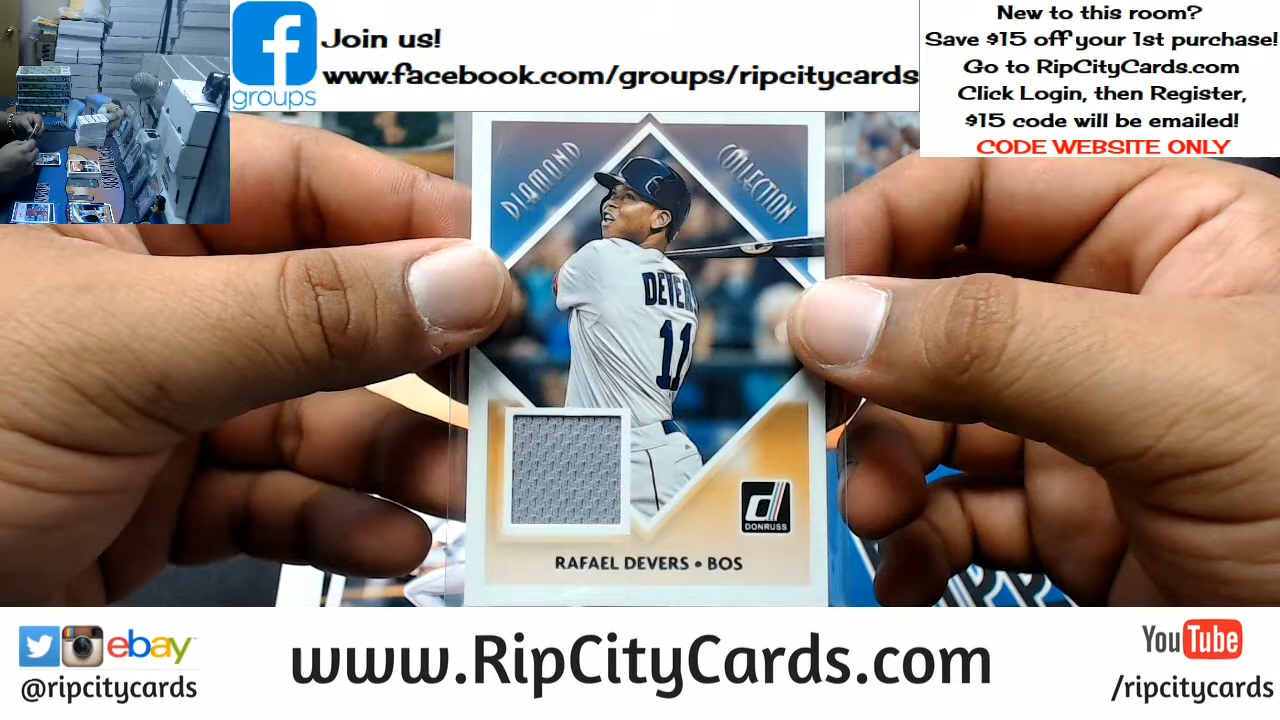 Join us!
www.facebook.com/groups/ripcitycards
f
groups
New to this room?
Save $15 off your 1st purchase!
Go to RipCityCards.com
Click Login, then Register,
$15 code will be emailed!
CODE WEBSITE ONLY
DIAMOND COLLECTION
DEVERS
11
d
DONRUSS
RAFAEL DEVERS • BOS
ebay
@ripcitycards
www.RipCityCards.com
YouTube
/ripcitycards